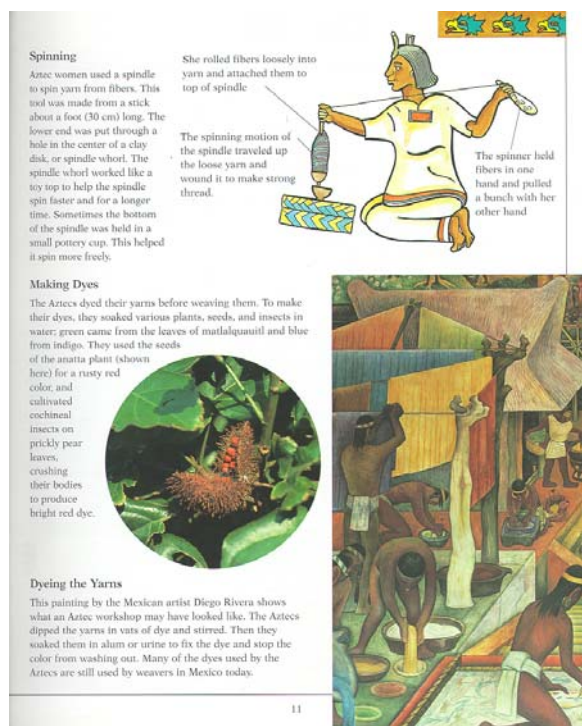 Spinning
Aztec women used a spindle
to spin yarn from fibers. This
tool was made from a stick
about a foot (30 cm) long. The
lower end was put through a
hole in the center of a clay
disk, or spindle whorl. The
spindle whorl worked like a
toy top to help the spindle
spin faster and for a longer
time. Sometimes the bottom
of the spindle was held in a
small pottery cup. This helped
it spin more freely.
She rolled fibers loosely into
yarn and attached them to
top of spindle
The spinning motion of
the spindle traveled up
the loose yarn and
wound it to make strong
thread.
The spinner held
fibers in one
hand and pulled
a bunch with her
other hand
Making Dyes
The Aztecs dyed their yarns before weaving them. To make
their dyes, they soaked various plants, seeds, and insects in
water; green came from the leaves of matlalquauitl and blue
from indigo. They used the seeds
of the anatta plant (shown
here) for a rusty red
color, and
cultivated
cochineal
insects on
prickly pear
leaves,
crushing
their bodies
to produce
bright red dye.
Dyeing the Yarns
This painting by the Mexican artist Diego Rivera shows
what an Aztec workshop may have looked like. The Aztecs
dipped the yarns in vats of dye and stirred. Then they
soaked them in alum or urine to fix the dye and stop the
color from washing out. Many of the dyes used by the
Aztecs are still used by weavers in Mexico today.
11